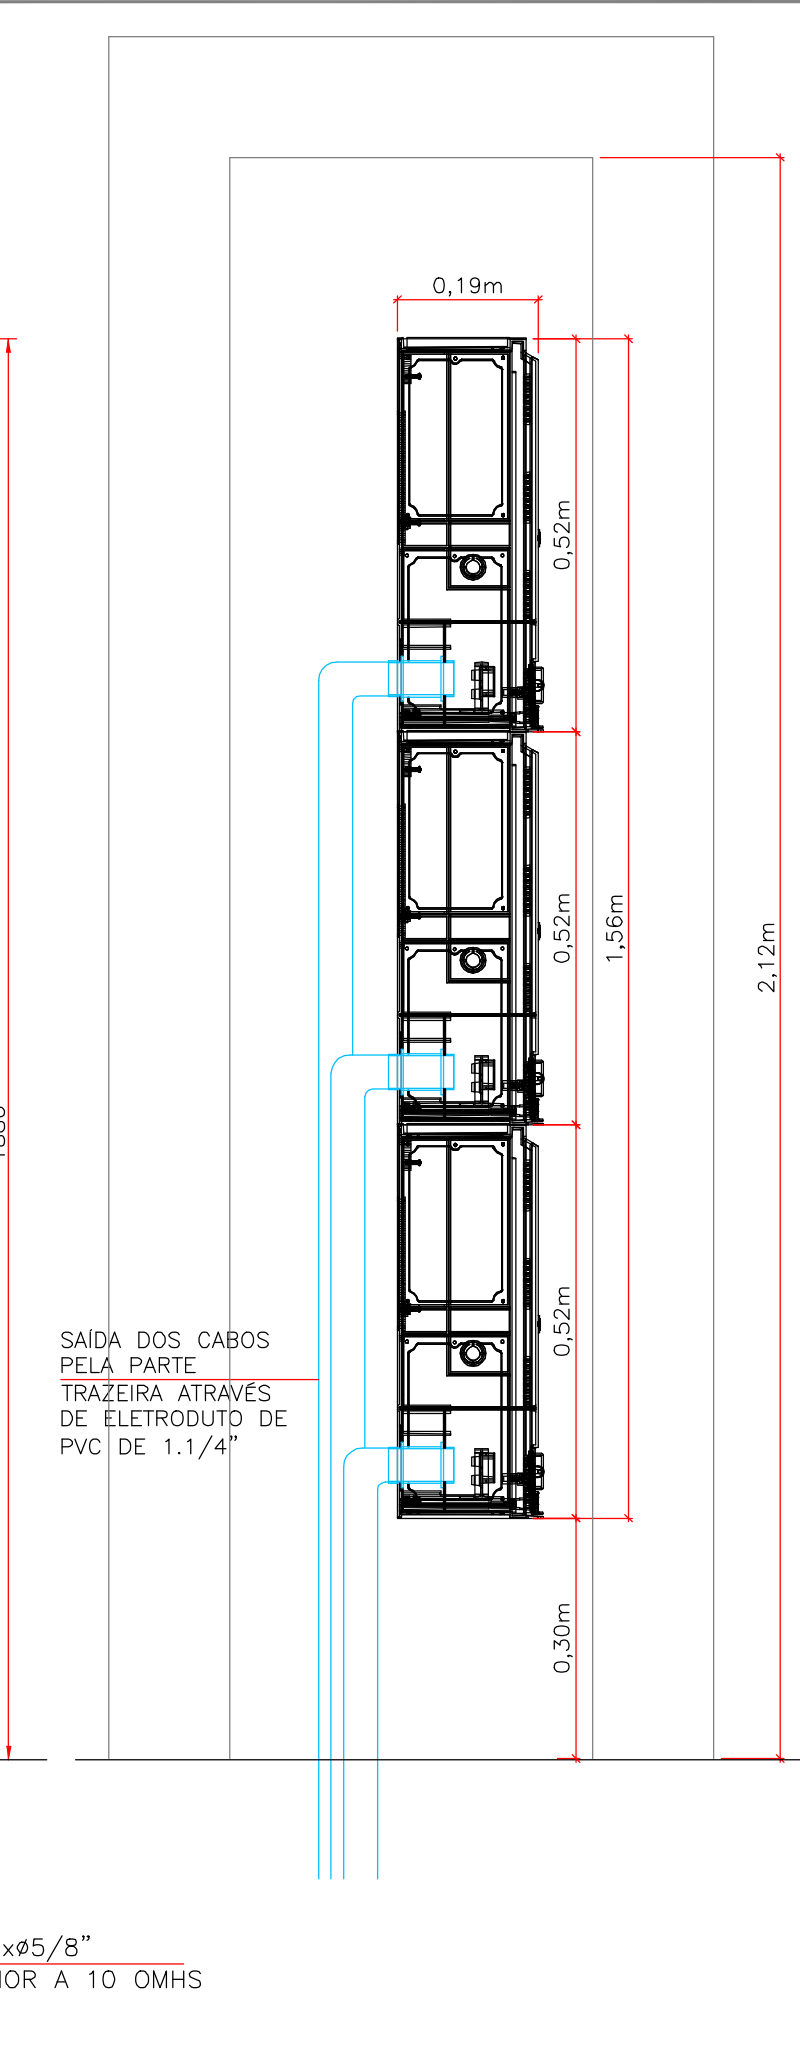 0,19m
0,52m
0,52m
1,56m
2,12m
0,52m
SAÍDA DOS CABOS
PELA PARTE
TRAZEIRA ATRAVÉS
DE ELETRODUTO DE
PVC DE 1.1/4"
0,30m
xø5/8"
A 10 OMHS